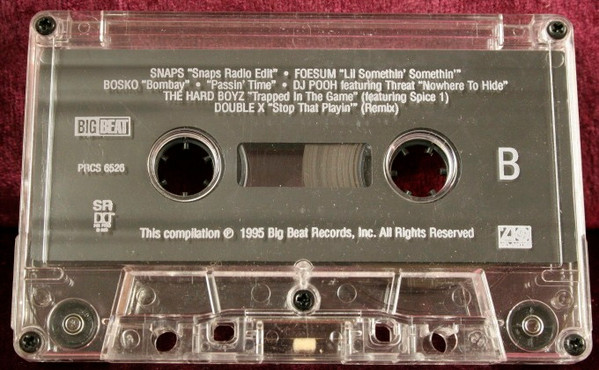 SNAPS "Snaps Radio Edit" • FOESUM "Lil Somethin' Somethin'"
BOSKO "Bombay" • "Passin' Time" • DJ POOH featuring Threat "Nowhere To Hide"
THE HARD BOYZ "Trapped In The Game" (featuring Spice 1)
DOUBLE X "Stop That Playin'" (Remix)
BIG BEAT
PRCS 6526
B
SR
This compilation ℗ 1995 Big Beat Records, Inc. All Rights Reserved